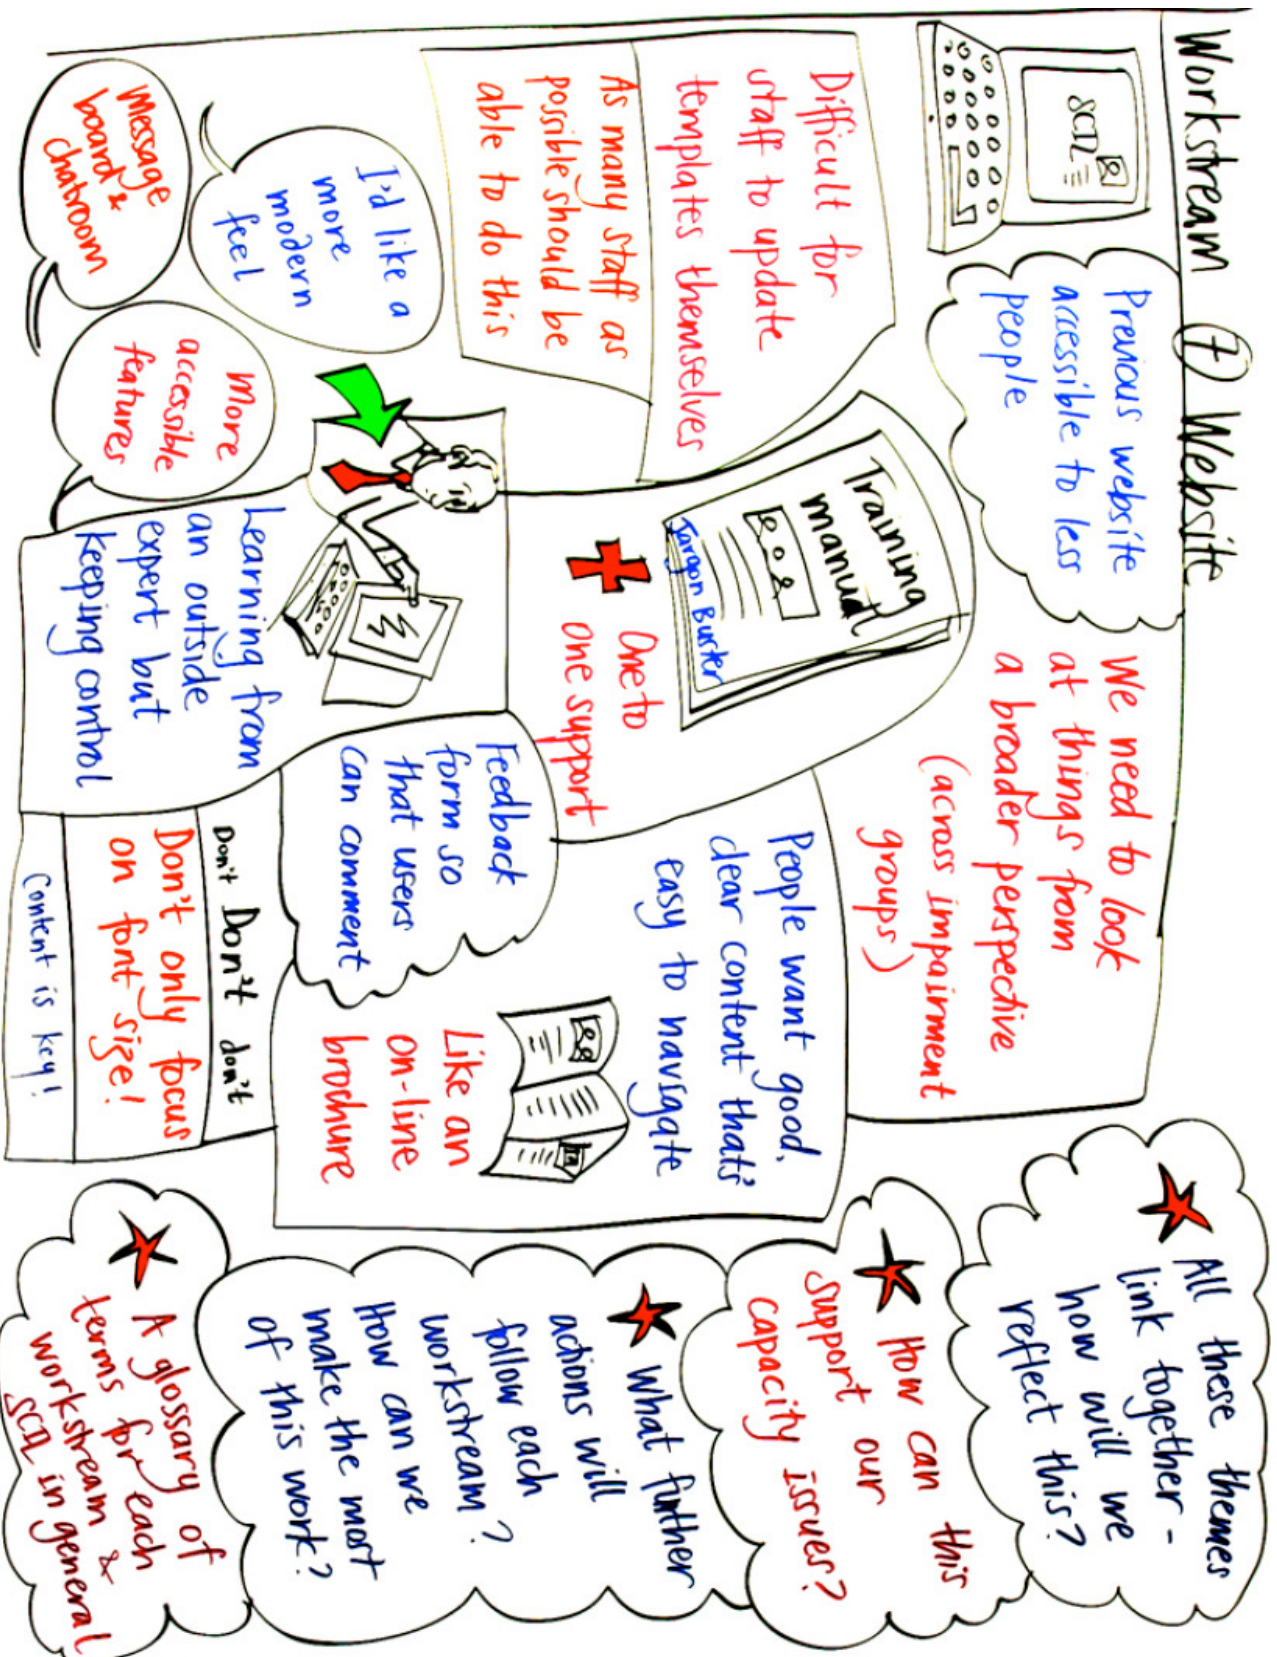 Workstream 7 Website
SCDL
Previous website
accessible to less
people
We need to look
at things from
a broader perspective
(across impairment
groups)
Difficult for
staff to update
templates themselves
As many staff as
possible should be
able to do this
Training
manual
Jargon Buster
One to
one support
People want good,
clear content that's
easy to navigate
Like an
on-line
brochure
I'd like a
more
modern
feel
Message
board &
chatroom
More
accessible
features
Learning from
an outside
expert but
keeping control
Feedback
form so
that users
can comment
Don't Don't don't
Don't only focus
on font size!
Content is key!
All these themes
link together -
how will we
reflect this?
How can this
support our
capacity issues?
What further
actions will
follow each
workstream?
How can we
make the most
of this work?
A glossary of
terms for each
workstream &
in general